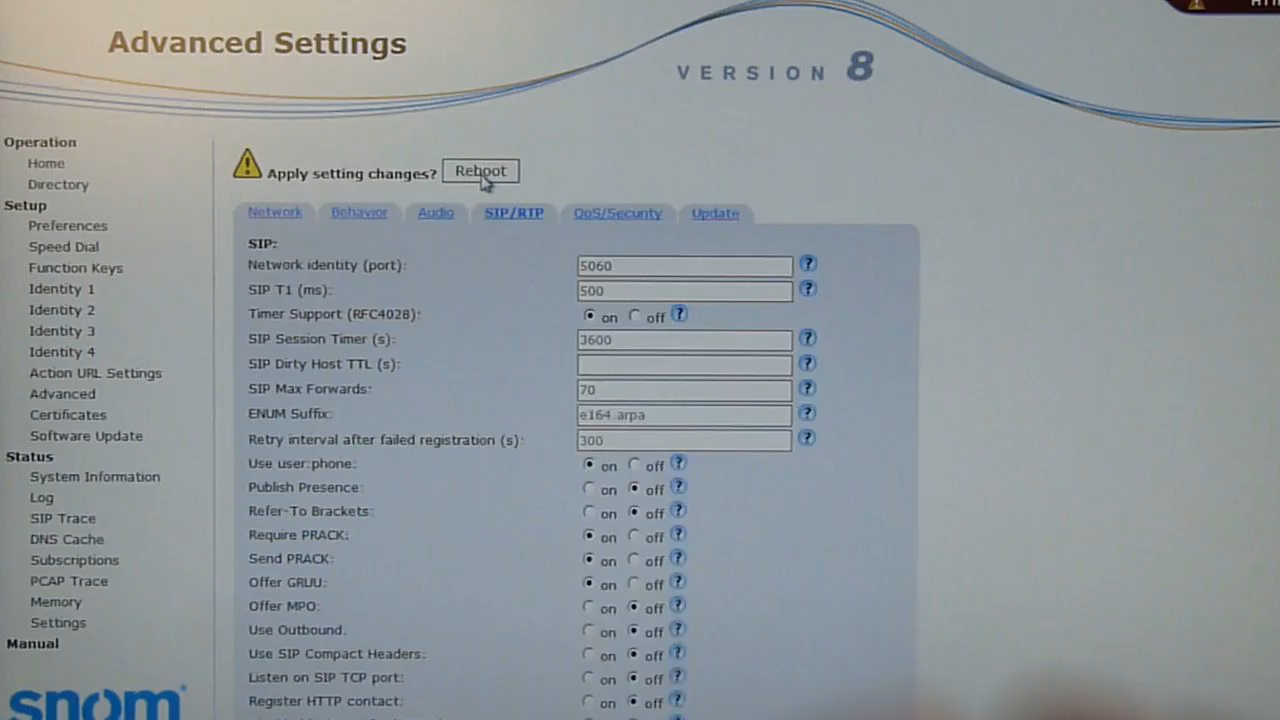 Advanced Settings
VERSION 8
Operation
Home
Directory
Setup
Preferences
Speed Dial
Function Keys
Identity 1
Identity 2
Identity 3
Identity 4
Action URL Settings
Advanced
Certificates
Software Update
Status
System Information
Log
SIP Trace
DNS Cache
Subscriptions
PCAP Trace
Memory
Settings
Manual
snom
Apply setting changes? Reboot
Network Behavior Audio SIP/RTP QoS/Security Update
SIP:
Network identity (port): 5060 ?
SIP T1 (ms): 500 ?
Timer Support (RFC4028): on off ?
SIP Session Timer (s): 3600 ?
SIP Dirty Host TTL (s): ?
SIP Max Forwards: 70 ?
ENUM Suffix: e164.arpa ?
Retry interval after failed registration (s): 300 ?
Use user:phone: on off ?
Publish Presence: on off ?
Refer-To Brackets: on off ?
Require PRACK: on off ?
Send PRACK: on off ?
Offer GRUU: on off ?
Offer MPO: on off ?
Use Outbound: on off ?
Use SIP Compact Headers: on off ?
Listen on SIP TCP port: on off ?
Register HTTP contact: on off ?